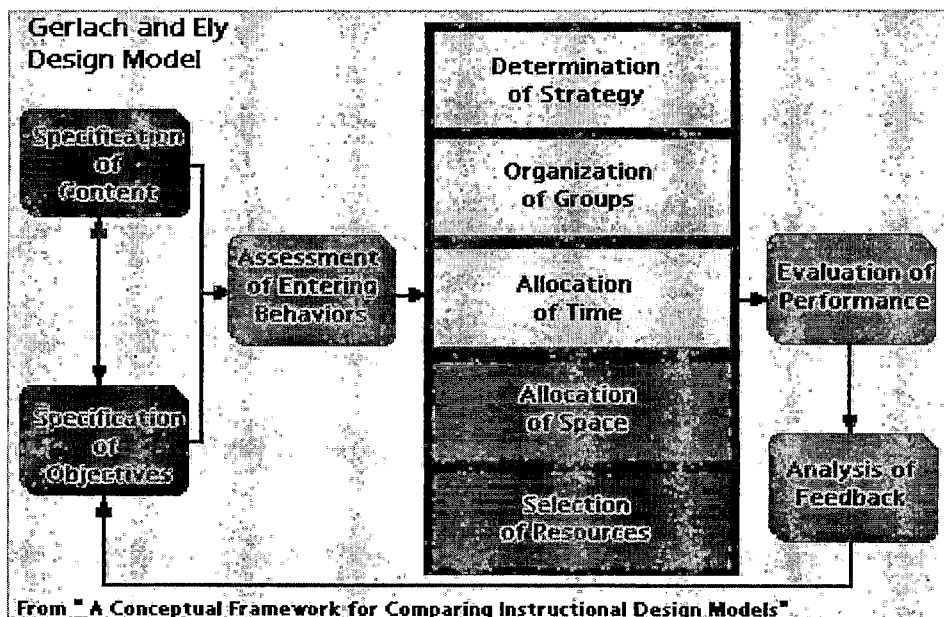 Gerlach and Ely
Design Model
Specification
of
Content
Specification
of
Objectives
Assessment
of Entering
Behaviors
Determination
of Strategy
Organization
of Groups
Allocation
of Time
Allocation
of Space
Selection
of Resources
Evaluation of
Performance
Analysis of
Feedback
From " A Conceptual Framework for Comparing Instructional Design Models"